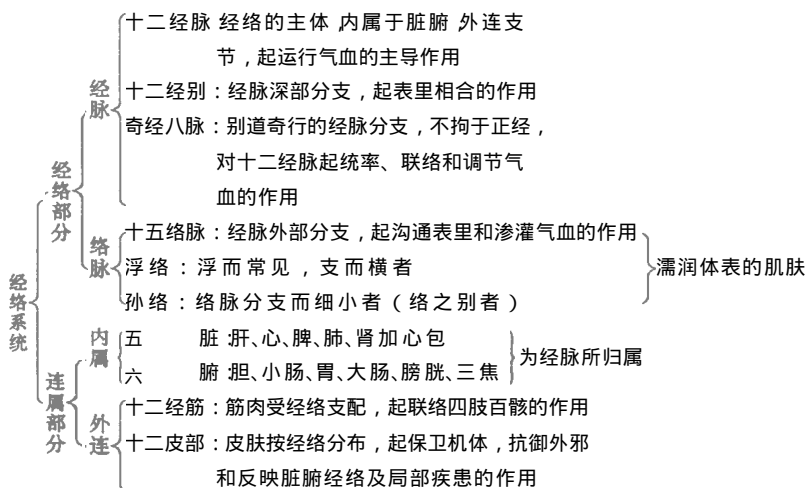 十二经脉 经络的主体,内属于脏腑,外连支
节，起运行气血的主导作用
经脉
十二经别：经脉深部分支，起表里相合的作用
奇经八脉：别道奇行的经脉分支，不拘于正经，
对十二经脉起统率、联络和调节气
血的作用
经络部分
络脉
十五络脉：经脉外部分支，起沟通表里和渗灌气血的作用
浮络：浮而常见，支而横者
濡润体表的肌肤
孙络：络脉分支而细小者（络之别者）
经络系统
内属
五 脏:肝、心、脾、肺、肾加心包
六 腑:胆、小肠、胃、大肠、膀胱、三焦
为经脉所归属
连属部分
外连
十二经筋：筋肉受经络支配，起联络四肢百骸的作用
十二皮部：皮肤按经络分布，起保卫机体，抗御外邪
和反映脏腑经络及局部疾患的作用